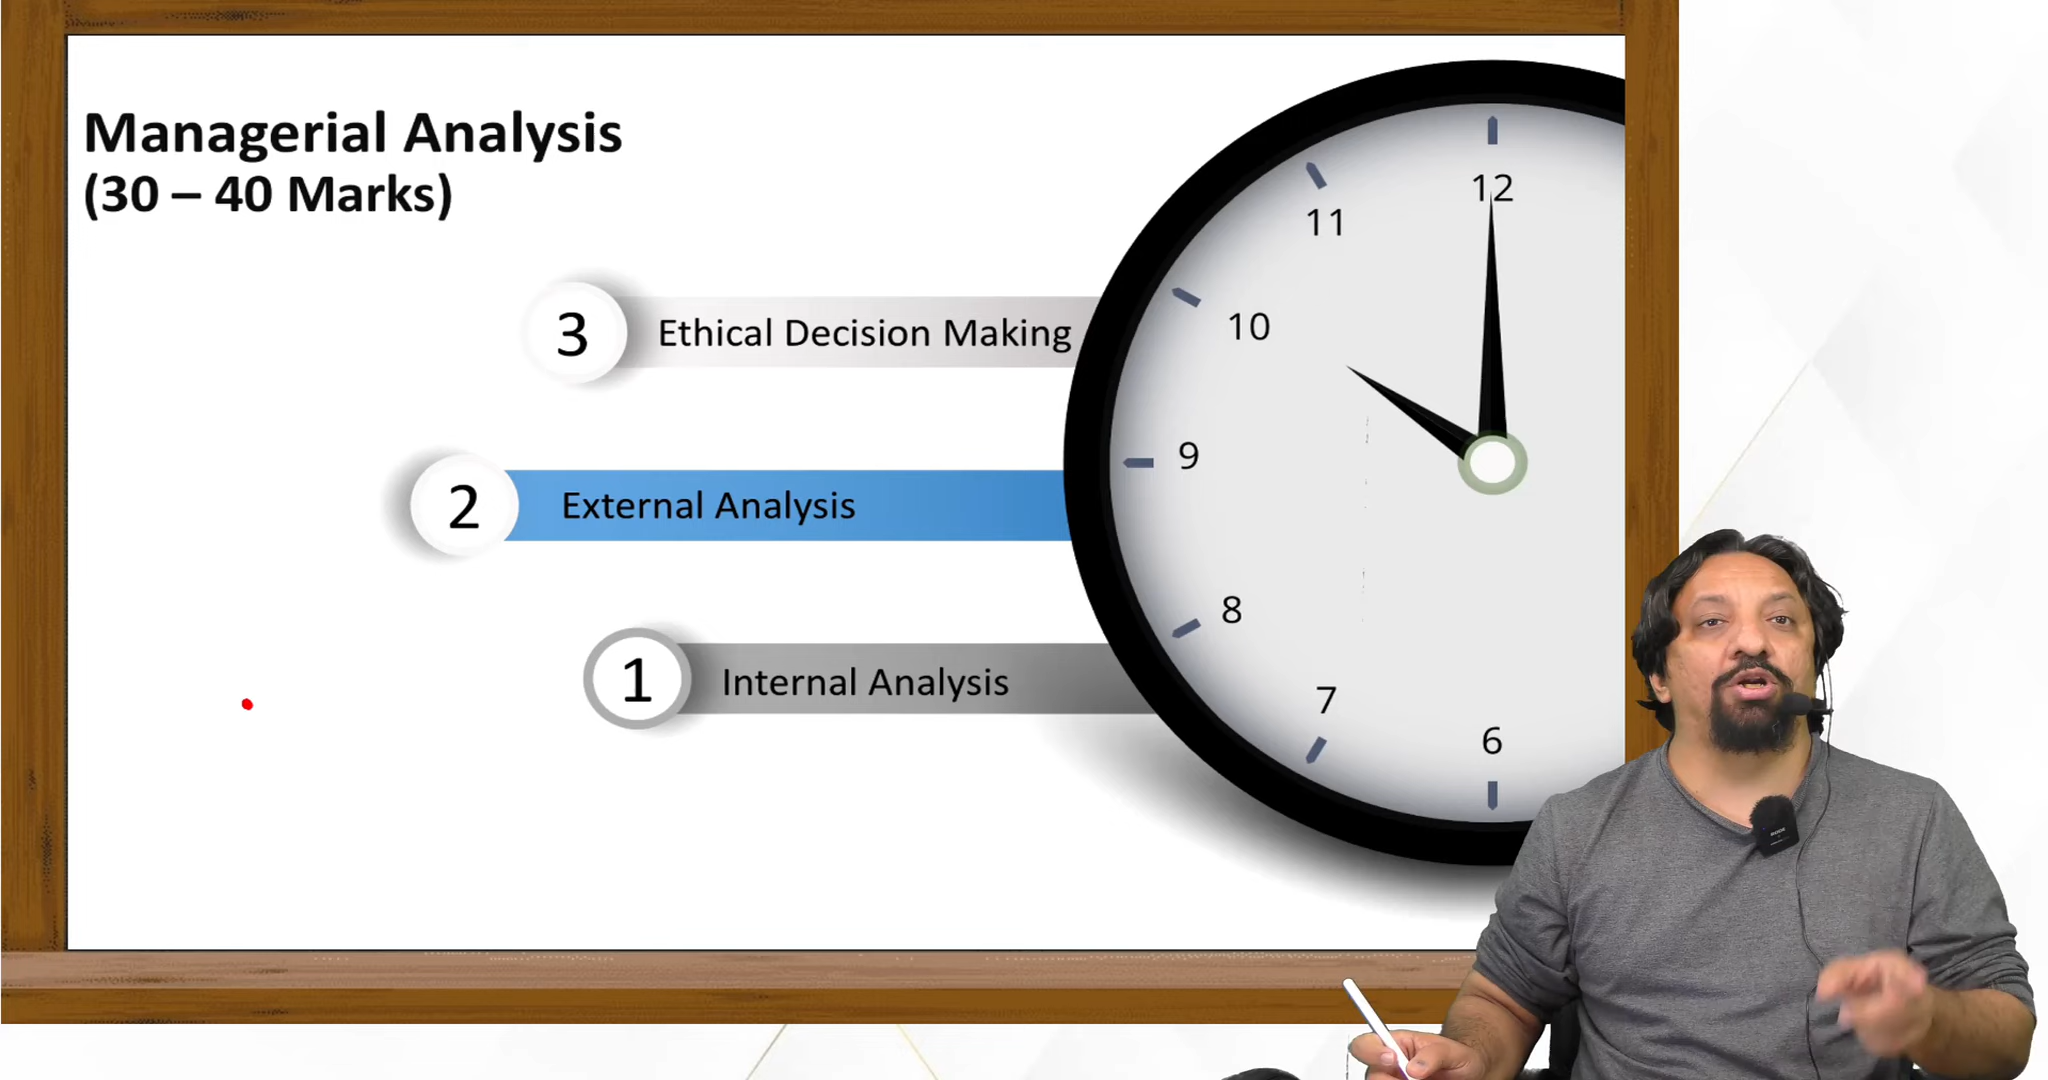 Managerial Analysis
(30 – 40 Marks)
3 Ethical Decision Making
2 External Analysis
1 Internal Analysis
12
11
10
9
8
7
6
RODE